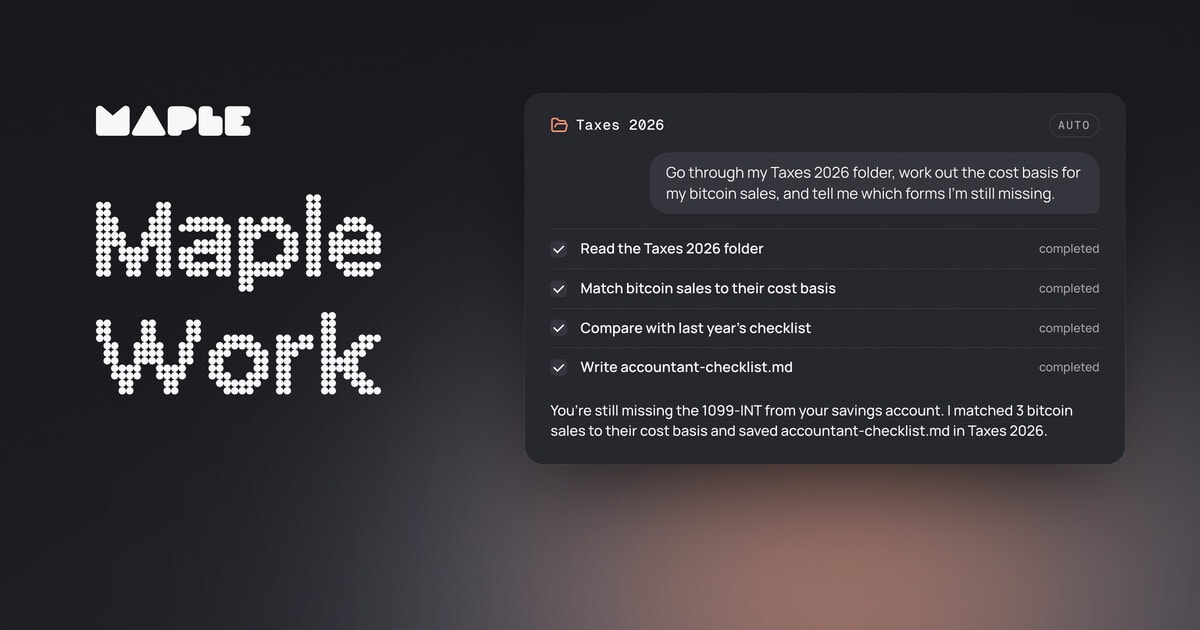 MAPLE
Maple
Work
Taxes 2026
AUTO
Go through my Taxes 2026 folder, work out the cost basis for
my bitcoin sales, and tell me which forms I'm still missing.
Read the Taxes 2026 folder completed
Match bitcoin sales to their cost basis completed
Compare with last year's checklist completed
Write accountant-checklist.md completed
You're still missing the 1099-INT from your savings account. I matched 3 bitcoin
sales to their cost basis and saved accountant-checklist.md in Taxes 2026.